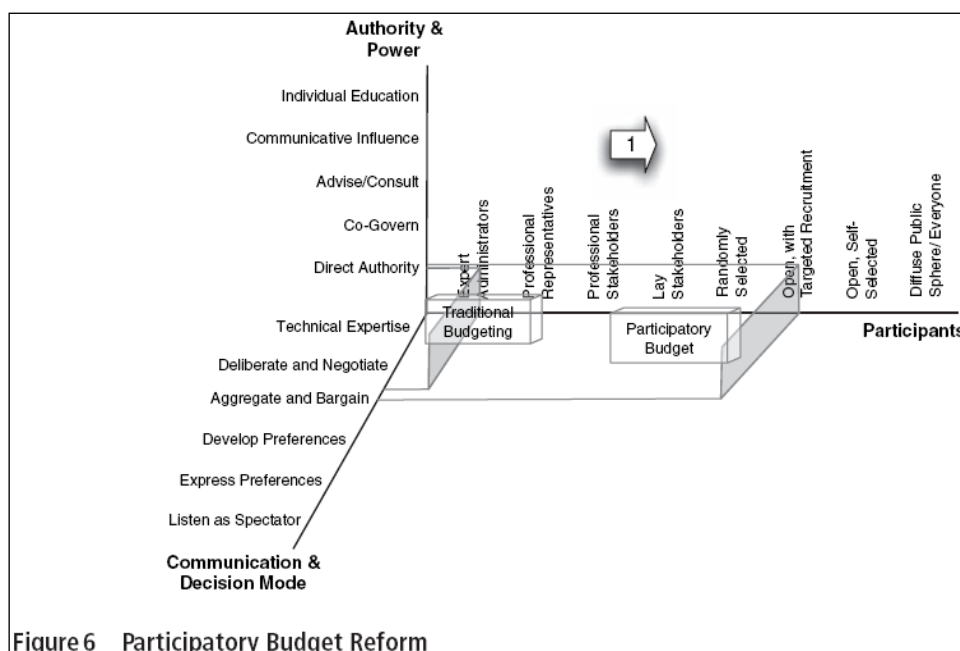 Authority &
Power
Individual Education
Communicative Influence
Advise/Consult
Co-Govern
Direct Authority
1
Expert
Administrators
Professional
Representatives
Professional
Stakeholders
Lay
Stakeholders
Randomly
Selected
Open, with
Targeted Recruitment
Open, Self-
Selected
Diffuse Public
Sphere/ Everyone
Traditional
Budgeting
Participatory
Budget
Participants
Technical Expertise
Deliberate and Negotiate
Aggregate and Bargain
Develop Preferences
Express Preferences
Listen as Spectator
Communication &
Decision Mode
Figure 6 Participatory Budget Reform